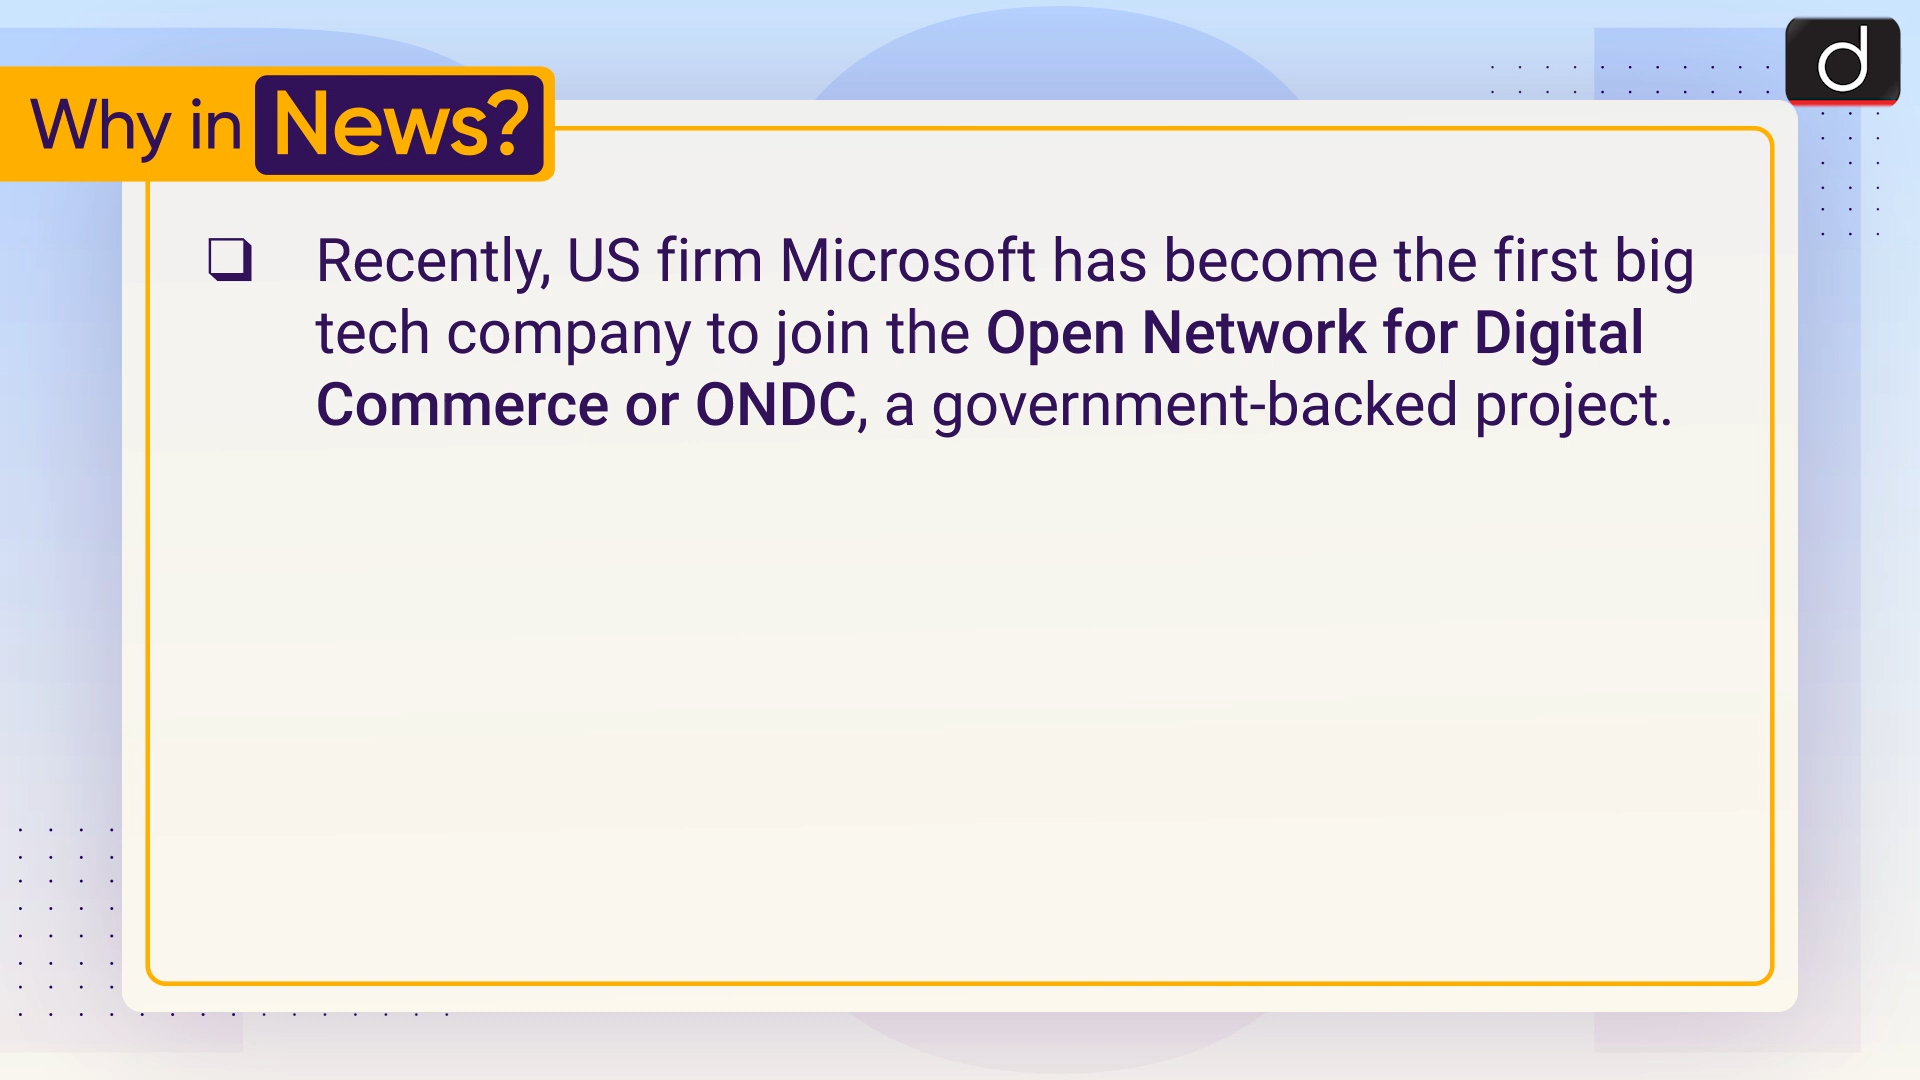 Why in News?
d
Recently, US firm Microsoft has become the first big
tech company to join the Open Network for Digital
Commerce or ONDC, a government-backed project.